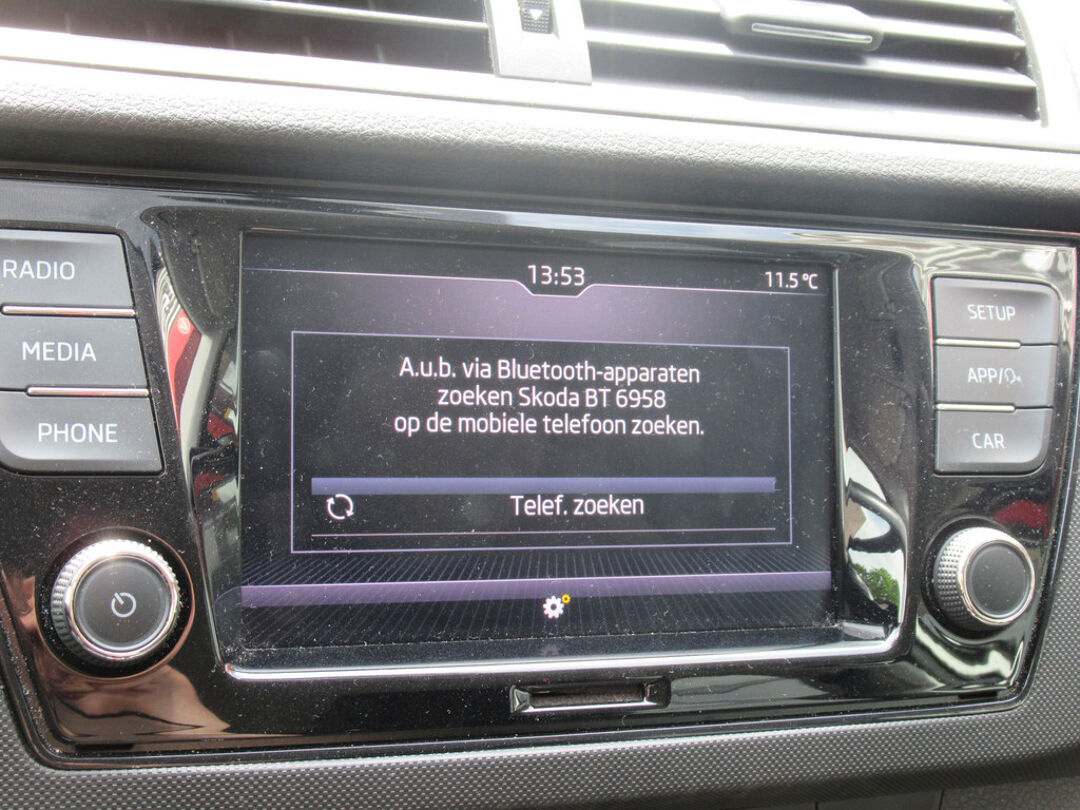 RADIO
MEDIA
PHONE
13:53
11.5°C
A.u.b. via Bluetooth-apparaten
zoeken Skoda BT 6958
op de mobiele telefoon zoeken.
Telef. zoeken
SETUP
APP/
CAR